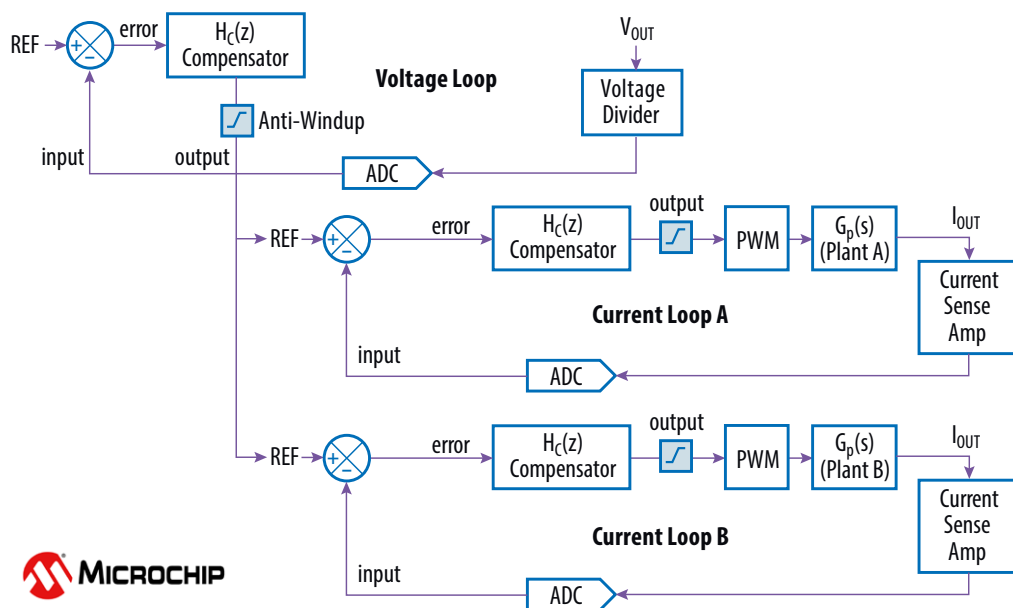 REF
+
−
error
H_C(z)
Compensator
Voltage Loop
V_OUT
Voltage
Divider
Anti-Windup
input
output
ADC
REF
+
−
error
H_C(z)
Compensator
output
PWM
G_p(s)
(Plant A)
I_OUT
Current
Sense
Amp
Current Loop A
input
ADC
REF
+
−
error
H_C(z)
Compensator
output
PWM
G_p(s)
(Plant B)
I_OUT
Current
Sense
Amp
Current Loop B
input
ADC
MICROCHIP